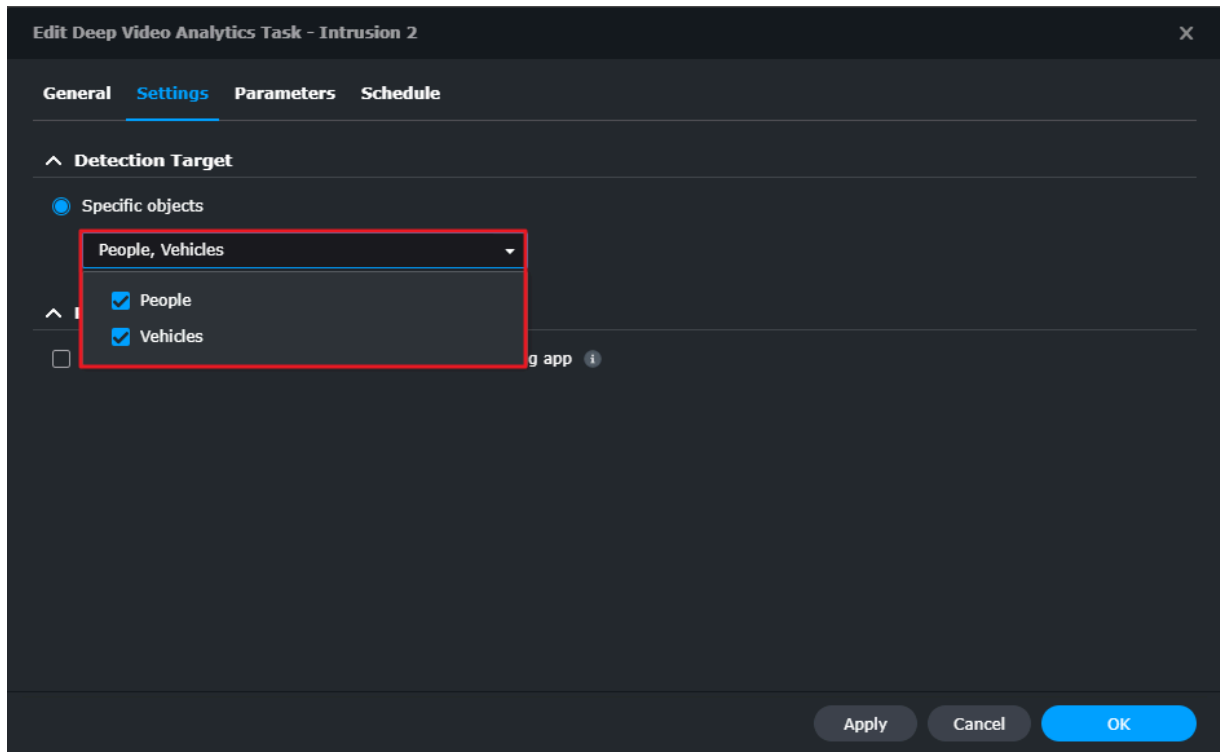 Edit Deep Video Analytics Task - Intrusion 2
General Settings Parameters Schedule
Detection Target
Specific objects
People, Vehicles
People
Vehicles
app
Apply Cancel OK